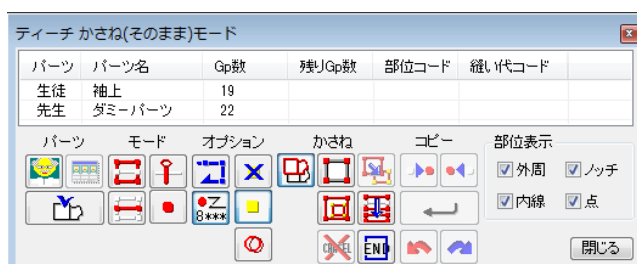 ティーチ かさね(そのまま)モード
パーツ パーツ名 Gp数 残りGp数 部位コード 縫い代コード
生徒 袖上 19
先生 ダミーパーツ 22
パーツ モード オプション かさね コピー 部位表示
外周 ノッチ
Z 8***
内線 点
CANCEL END 閉じる